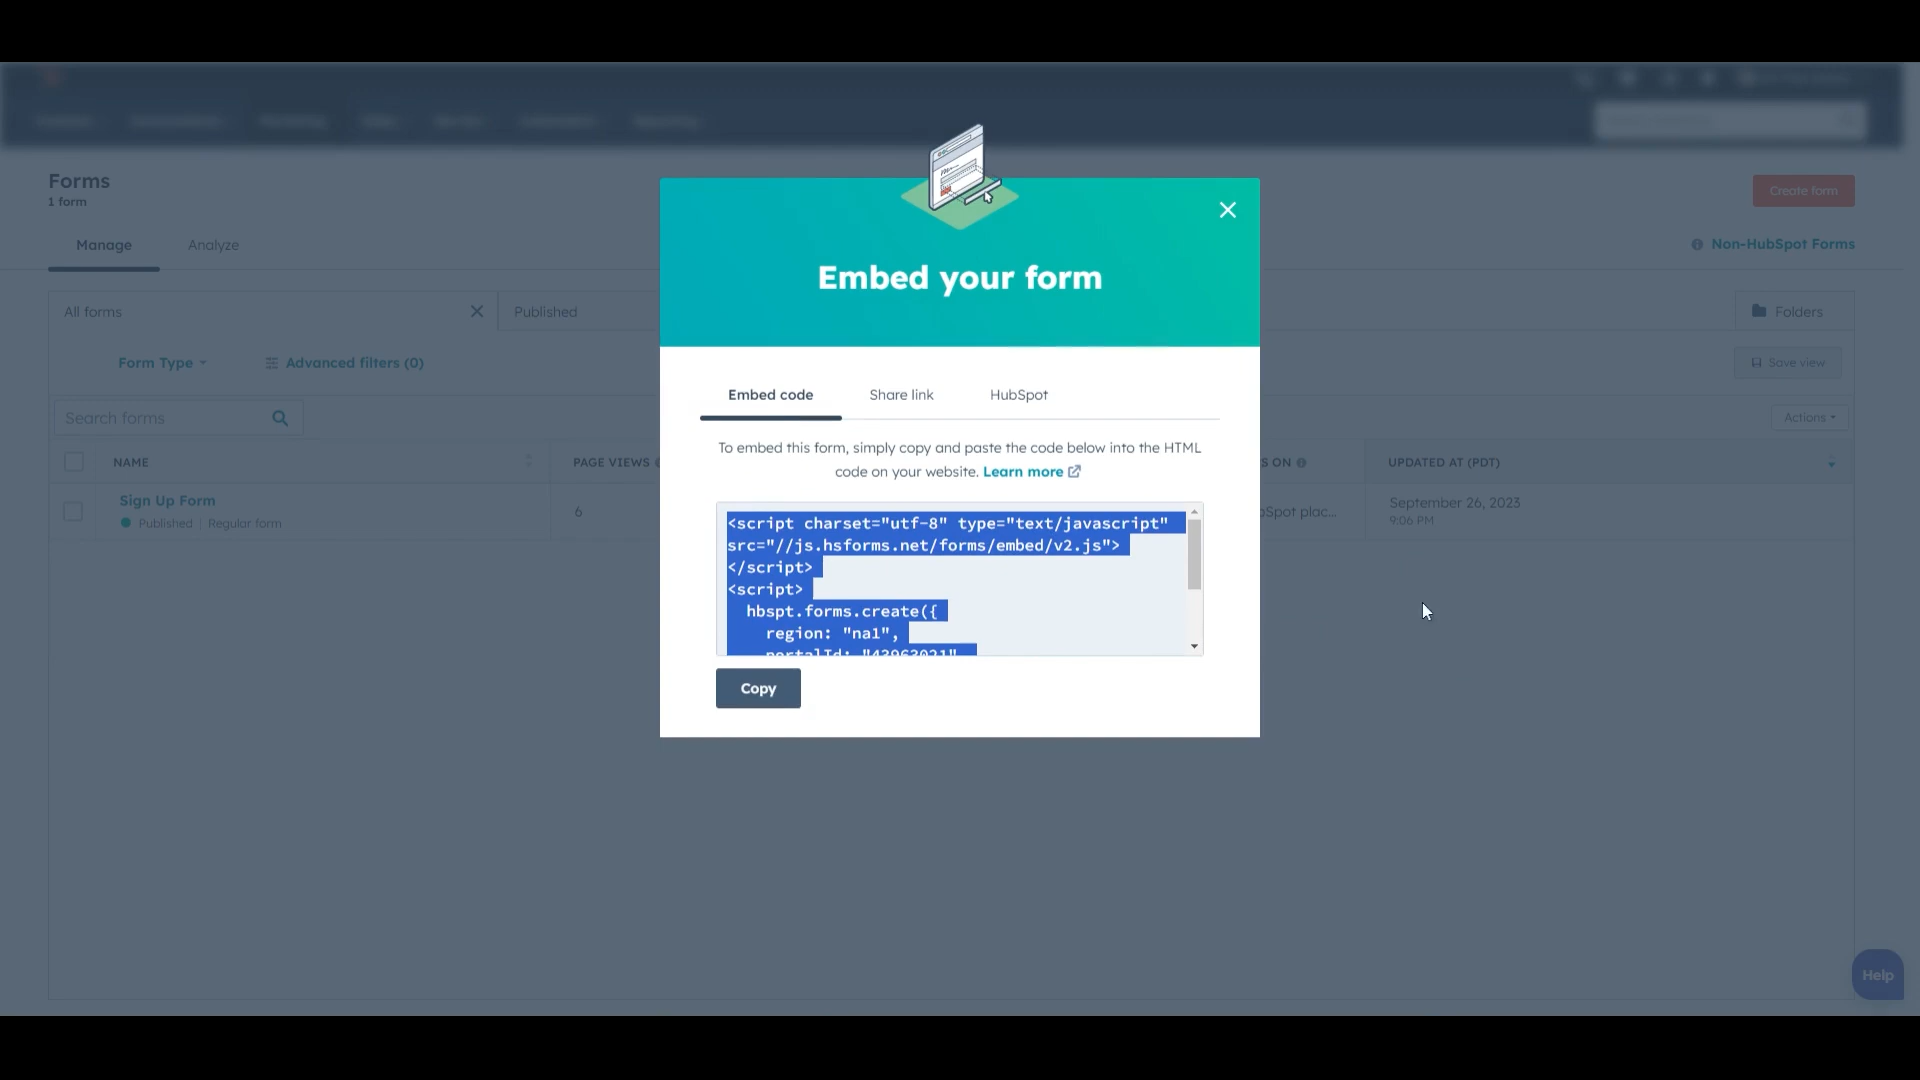 Forms
1 form
Create form
Manage
Analyze
Non-HubSpot Forms
All forms
Published
Folders
Form Type
Advanced filters (0)
Save view
Search forms
Actions
NAME
PAGE VIEWS
S ON
UPDATED AT (PDT)
Sign Up Form
Published
Regular form
6
bSpot plac...
September 26, 2023
9:06 PM
Embed your form
Embed code
Share link
HubSpot
To embed this form, simply copy and paste the code below into the HTML
code on your website. Learn more
<script charset="utf-8" type="text/javascript"
src="//js.hsforms.net/forms/embed/v2.js">
</script>
<script>
hbspt.forms.create({
region: "na1",
portalId: "43963021",
Copy
Help